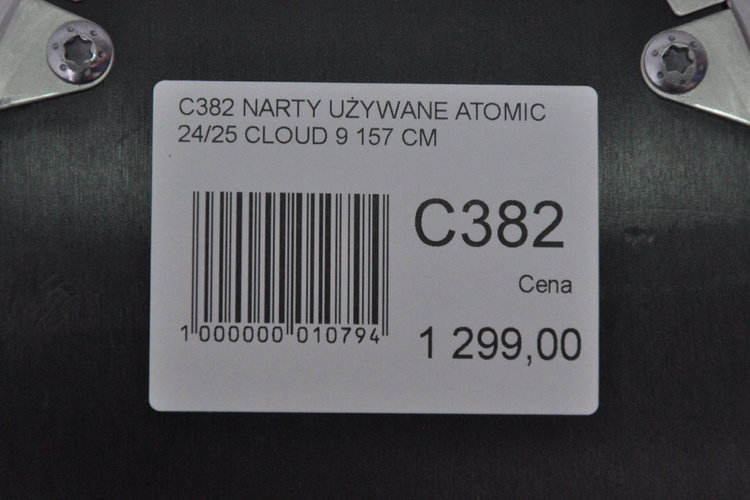 C382 NARTY UŻYWANE ATOMIC
24/25 CLOUD 9 157 CM
C382
Cena
1 299,00
1 000000 010794